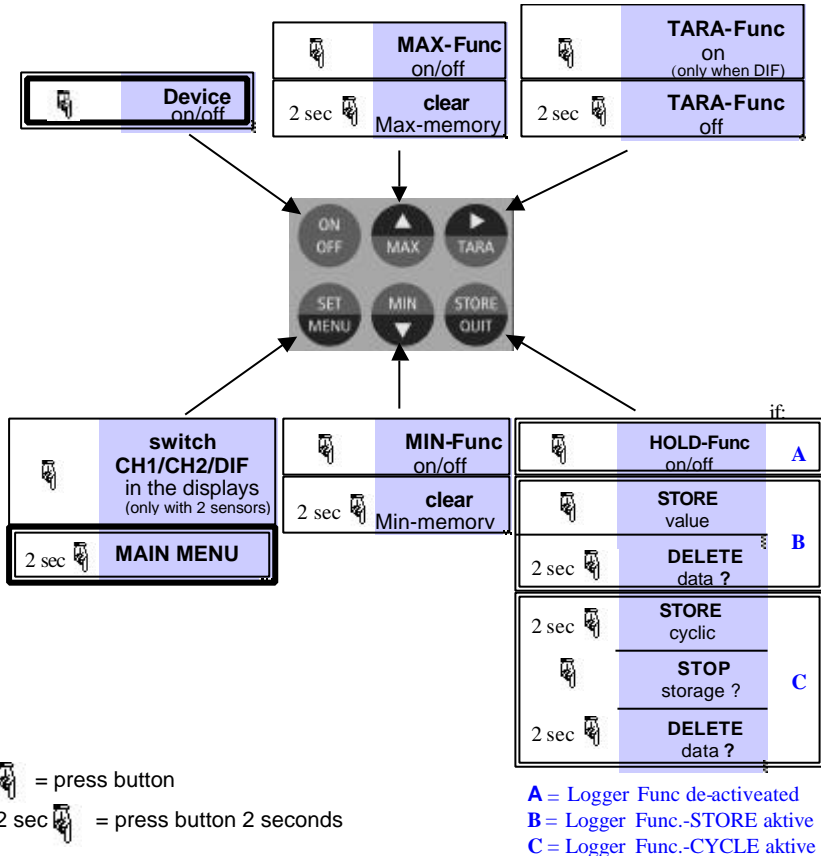 MAX-Func
on/off
2 sec
clear
Max-memory
TARA-Func
on
(only when DIF)
2 sec
TARA-Func
off
Device
on/off
ON
OFF
MAX
TARA
SET
MENU
MIN
STORE
QUIT
switch
CH1/CH2/DIF
in the displays
(only with 2 sensors)
2 sec
MAIN MENU
MIN-Func
on/off
2 sec
clear
Min-memory
if:
HOLD-Func
on/off
A
STORE
value
B
2 sec
DELETE
data ?
2 sec
STORE
cyclic
STOP
storage ?
C
2 sec
DELETE
data ?
= press button
2 sec = press button 2 seconds
A = Logger Func de-activeated
B = Logger Func.-STORE aktive
C = Logger Func.-CYCLE aktive